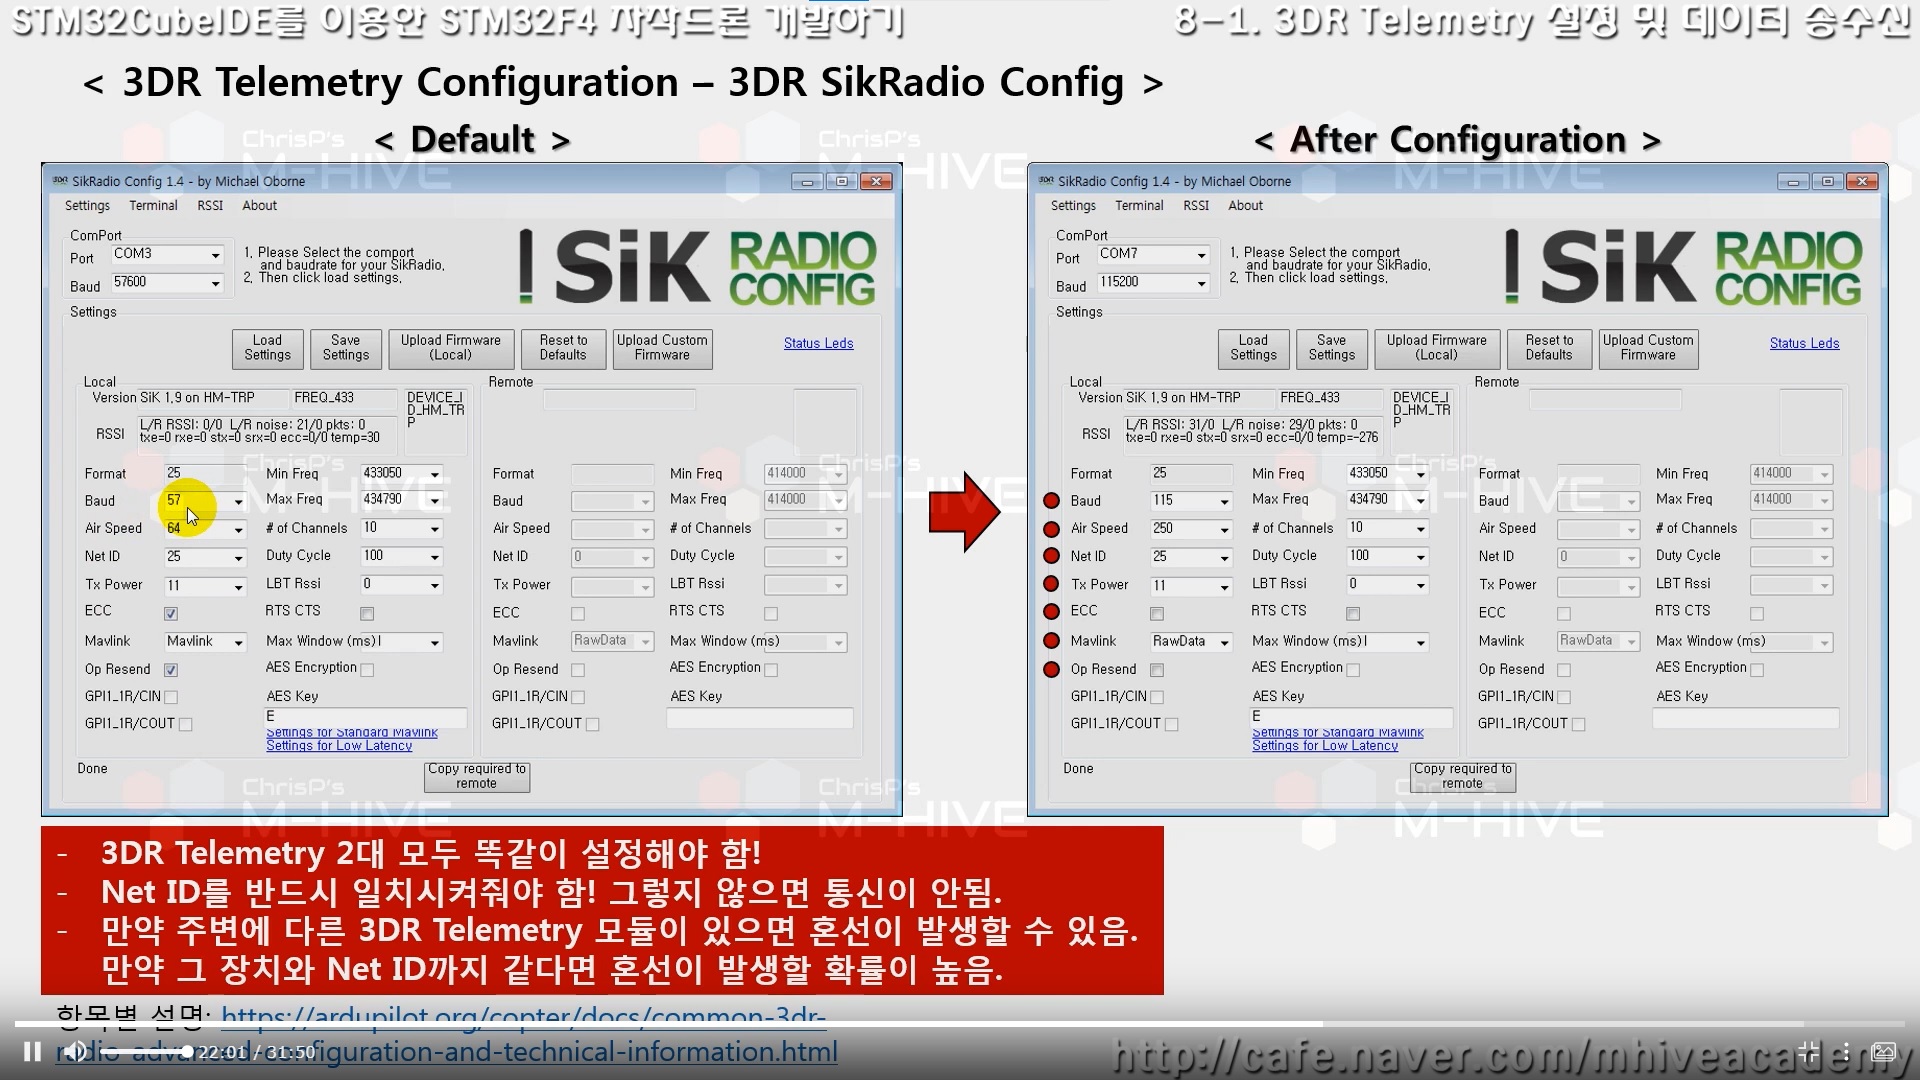 STM32CubeIDE를 이용한 STM32F4 자작드론 개발하기
8-1. 3DR Telemetry 설정 및 데이터 송수신
< 3DR Telemetry Configuration – 3DR SikRadio Config >
< Default >
SikRadio Config 1.4 - by Michael Oborne
Settings Terminal RSSI About
ComPort
Port COM3
Baud 57600
1. Please Select the comport
and baudrate for your SikRadio.
2. Then click load settings.
SiK RADIO CONFIG
Settings
Load Settings
Save Settings
Upload Firmware (Local)
Reset to Defaults
Upload Custom Firmware
Status Leds
Local
Version SiK 1.9 on HM-TRP FREQ_433 DEVICE_ID_HM_TRP
RSSI
L/R RSSI: 0/0 L/R noise: 21/0 pkts: 0
txe=0 rxe=0 stx=0 srx=0 ecc=0/0 temp=30
Format 25 Min Freq 433050
Baud 57 Max Freq 434790
Air Speed 64 # of Channels 10
Net ID 25 Duty Cycle 100
Tx Power 11 LBT Rssi 0
ECC RTS CTS
Mavlink Mavlink Max Window (ms)
Op Resend AES Encryption
GPI1_1R/CIN AES Key
GPI1_1R/COUT E
Settings for Standard Mavlink
Settings for Low Latency
Remote
Format Min Freq 414000
Baud Max Freq 414000
Air Speed # of Channels
Net ID 0 Duty Cycle
Tx Power LBT Rssi
ECC RTS CTS
Mavlink RawData Max Window (ms)
Op Resend AES Encryption
GPI1_1R/CIN AES Key
GPI1_1R/COUT
Done
Copy required to remote
< After Configuration >
SikRadio Config 1.4 - by Michael Oborne
Settings Terminal RSSI About
ComPort
Port COM7
Baud 115200
1. Please Select the comport
and baudrate for your SikRadio.
2. Then click load settings.
SiK RADIO CONFIG
Settings
Load Settings
Save Settings
Upload Firmware (Local)
Reset to Defaults
Upload Custom Firmware
Status Leds
Local
Version SiK 1.9 on HM-TRP FREQ_433 DEVICE_ID_HM_TRP
RSSI
L/R RSSI: 31/0 L/R noise: 29/0 pkts: 0
txe=0 rxe=0 stx=0 srx=0 ecc=0/0 temp=-276
Format 25 Min Freq 433050
Baud 115 Max Freq 434790
Air Speed 250 # of Channels 10
Net ID 25 Duty Cycle 100
Tx Power 11 LBT Rssi 0
ECC RTS CTS
Mavlink RawData Max Window (ms)
Op Resend AES Encryption
GPI1_1R/CIN AES Key
GPI1_1R/COUT E
Settings for Standard Mavlink
Settings for Low Latency
Remote
Format Min Freq 414000
Baud Max Freq 414000
Air Speed # of Channels
Net ID 0 Duty Cycle
Tx Power LBT Rssi
ECC RTS CTS
Mavlink RawData Max Window (ms)
Op Resend AES Encryption
GPI1_1R/CIN AES Key
GPI1_1R/COUT
Done
Copy required to remote
ChrisP's
M-HIVE
- 3DR Telemetry 2대 모두 똑같이 설정해야 함!
- Net ID를 반드시 일치시켜줘야 함! 그렇지 않으면 통신이 안됨.
- 만약 주변에 다른 3DR Telemetry 모듈이 있으면 혼선이 발생할 수 있음.
만약 그 장치와 Net ID까지 같다면 혼선이 발생할 확률이 높음.
항목별 설명: https://ardupilot.org/copter/docs/common-3dr-
radio-advanced-configuration-and-technical-information.html
22:01 / 31:50
http://cafe.naver.com/mhiveacademy